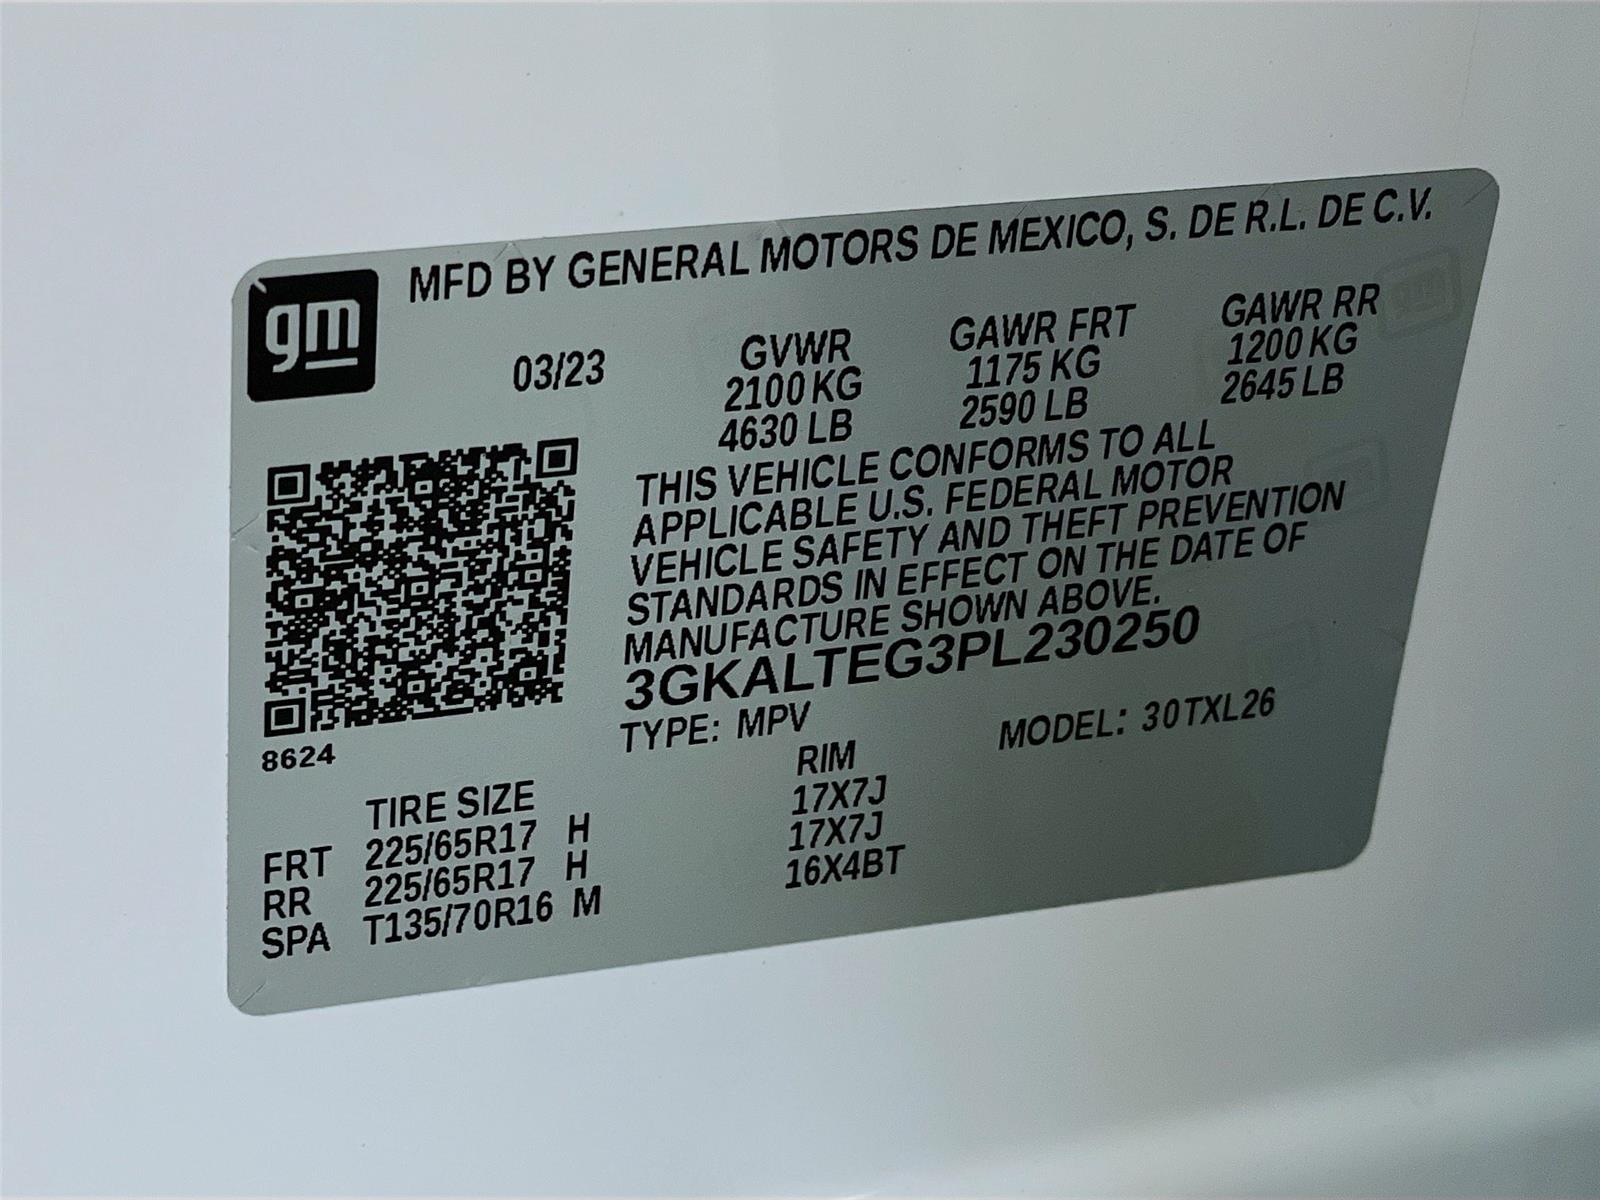 gm
MFD BY GENERAL MOTORS DE MEXICO, S. DE R.L. DE C.V.
03/23
GVWR GAWR FRT GAWR RR
2100 KG 1175 KG 1200 KG
4630 LB 2590 LB 2645 LB
THIS VEHICLE CONFORMS TO ALL
APPLICABLE U.S. FEDERAL MOTOR
VEHICLE SAFETY AND THEFT PREVENTION
STANDARDS IN EFFECT ON THE DATE OF
MANUFACTURE SHOWN ABOVE.
3GKALTEG3PL230250
TYPE: MPV MODEL: 30TXL26
8624
TIRE SIZE RIM
FRT 225/65R17 H 17X7J
RR 225/65R17 H 17X7J
SPA T135/70R16 M 16X4BT